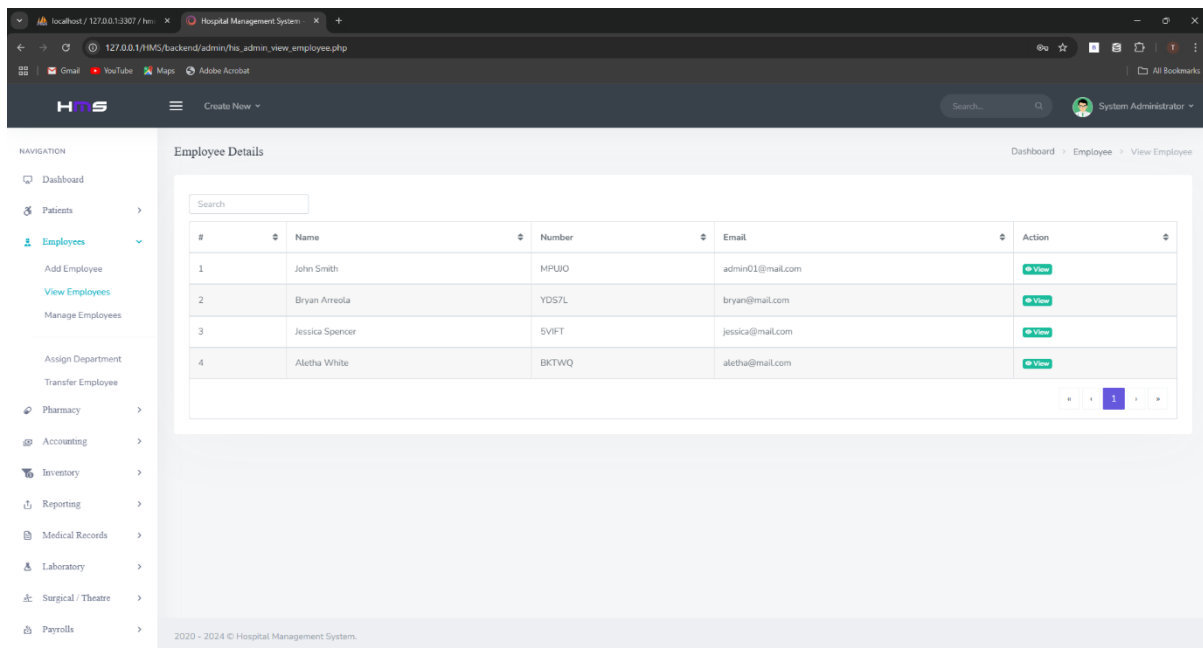 localhost / 127.0.0.1:3307 / hm
Hospital Management System -
127.0.0.1/HMS/backend/admin/his_admin_view_employee.php
Gmail YouTube Maps Adobe Acrobat All Bookmarks
HMS Create New Search... System Administrator
NAVIGATION
Dashboard
Patients
Employees
Add Employee
View Employees
Manage Employees
Assign Department
Transfer Employee
Pharmacy
Accounting
Inventory
Reporting
Medical Records
Laboratory
Surgical / Theatre
Payrolls
Employee Details
Dashboard > Employee > View Employee
Search
# Name Number Email Action
1 John Smith MPUJO admin01@mail.com View
2 Bryan Arreola YDS7L bryan@mail.com View
3 Jessica Spencer 5VIFT jessica@mail.com View
4 Aletha White BKTWQ aletha@mail.com View
« ‹ 1 › »
2020 - 2024 © Hospital Management System.